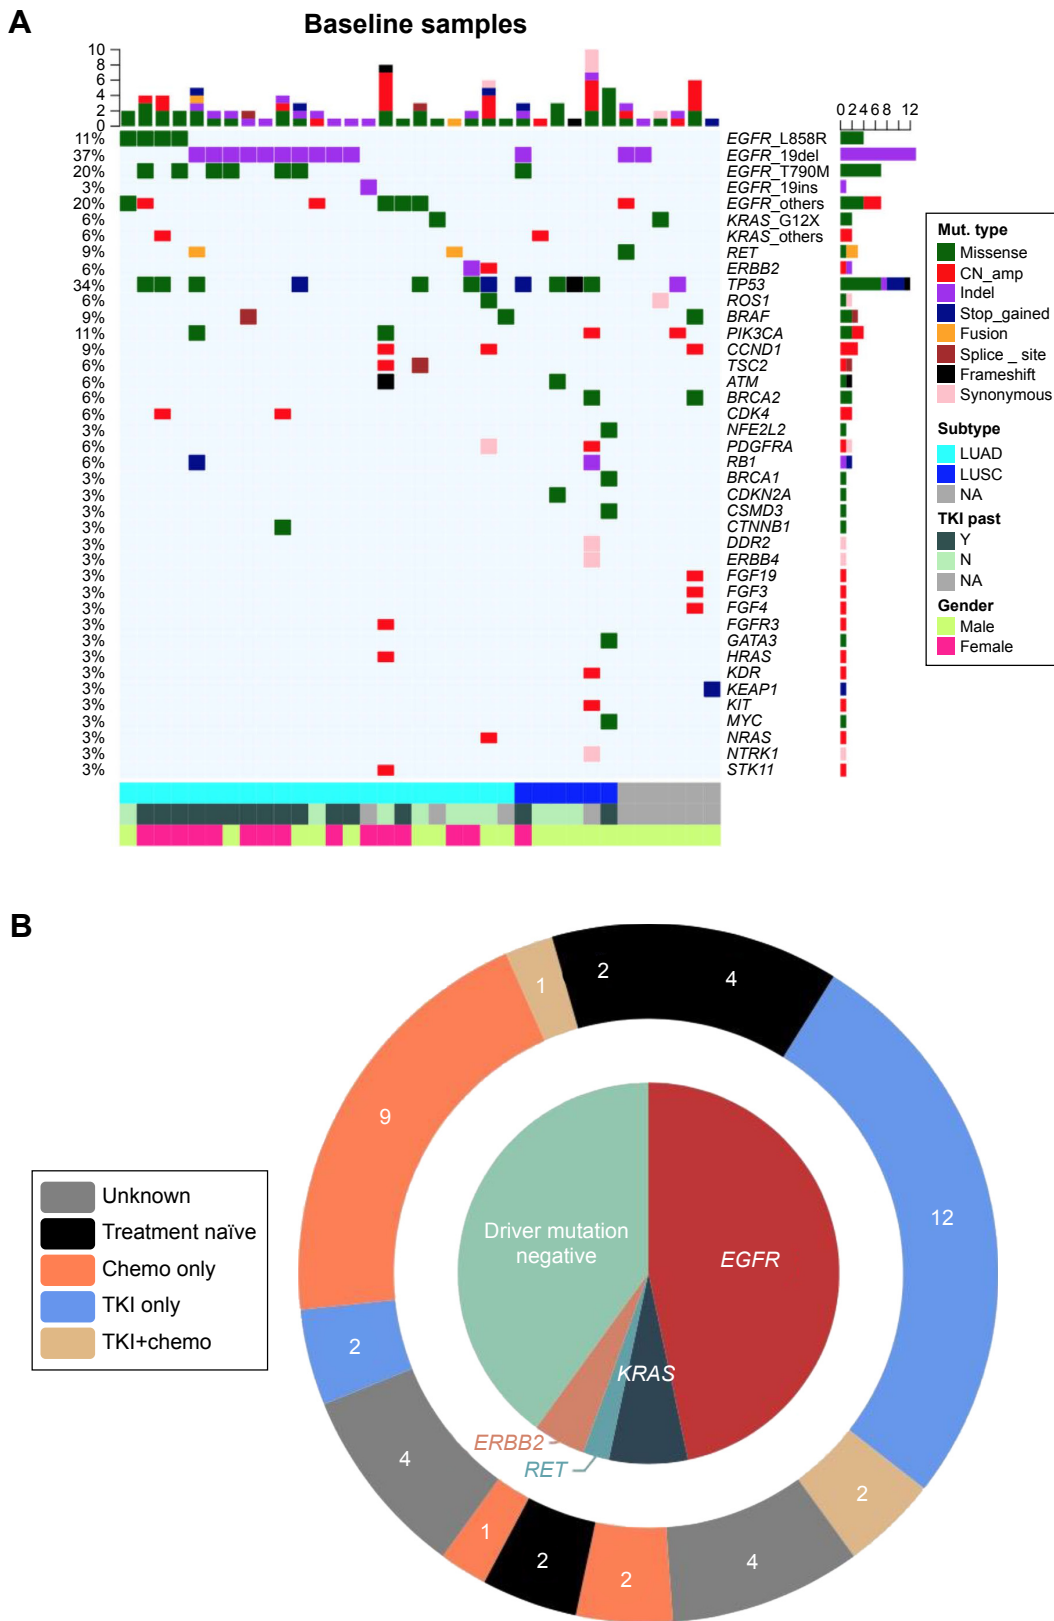 A
Baseline samples
10
8
6
4
2
0
0 2 4 6 8 12
11% EGFR_L858R
37% EGFR_19del
20% EGFR_T790M
3% EGFR_19ins
20% EGFR_others
6% KRAS_G12X
6% KRAS_others
9% RET
6% ERBB2
34% TP53
6% ROS1
9% BRAF
11% PIK3CA
9% CCND1
6% TSC2
6% ATM
6% BRCA2
6% CDK4
3% NFE2L2
6% PDGFRA
6% RB1
3% BRCA1
3% CDKN2A
3% CSMD3
3% CTNNB1
3% DDR2
3% ERBB4
3% FGF19
3% FGF3
3% FGF4
3% FGFR3
3% GATA3
3% HRAS
3% KDR
3% KEAP1
3% KIT
3% MYC
3% NRAS
3% NTRK1
3% STK11
Mut. type
Missense
CN_amp
Indel
Stop_gained
Fusion
Splice _ site
Frameshift
Synonymous
Subtype
LUAD
LUSC
NA
TKI past
Y
N
NA
Gender
Male
Female
B
Unknown
Treatment naïve
Chemo only
TKI only
TKI+chemo
1
2
4
9
12
2
4
1
2
2
4
2
Driver mutation
negative
EGFR
KRAS
ERBB2
RET